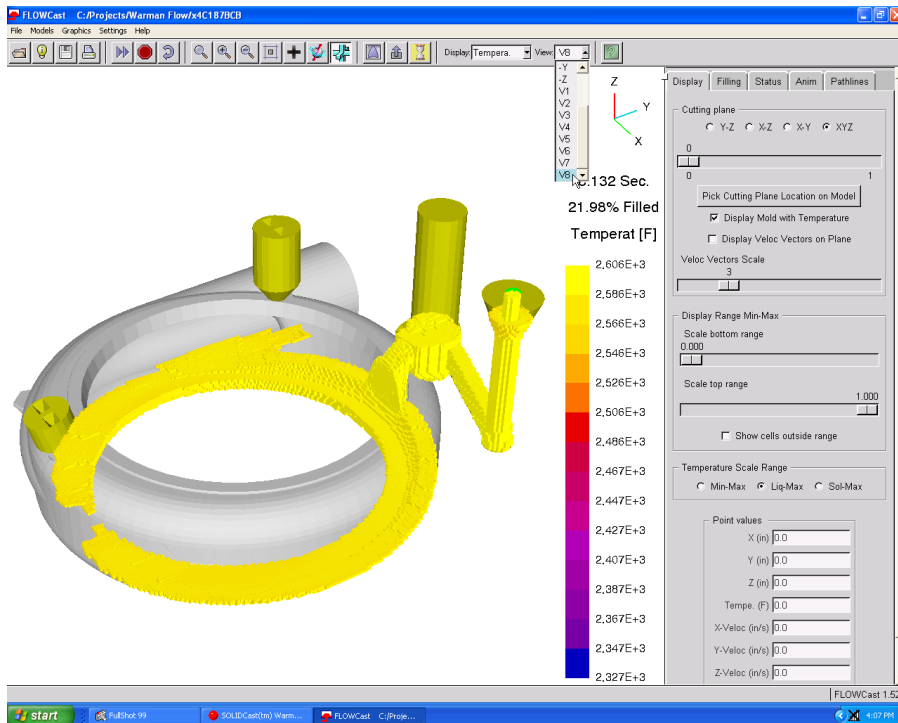 FLOWCast C:/Projects/Warman Flow/x4C187BCB
File Models Graphics Settings Help
Display: Tempera. View: V8
-Y
-Z
V1
V2
V3
V4
V5
V6
V7
V8
Z
Y
X
.132 Sec.
21.98% Filled
Temperat [F]
2,606E+3
2,586E+3
2,566E+3
2,546E+3
2,526E+3
2,506E+3
2,486E+3
2,467E+3
2,447E+3
2,427E+3
2,407E+3
2,387E+3
2,367E+3
2,347E+3
2,327E+3
Display Filling Status Anim Pathlines
Cutting plane
Y-Z X-Z X-Y XYZ
0
0 1
Pick Cutting Plane Location on Model
Display Mold with Temperature
Display Veloc Vectors on Plane
Veloc Vectors Scale
3
Display Range Min-Max
Scale bottom range
0.000
Scale top range
1.000
Show cells outside range
Temperature Scale Range
Min-Max Liq-Max Sol-Max
Point values
X (in) 0.0
Y (in) 0.0
Z (in) 0.0
Tempe. (F) 0.0
X-Veloc (in/s) 0.0
Y-Veloc (in/s) 0.0
Z-Veloc (in/s) 0.0
FLOWCast 1.52
start FullShot 99 SOLIDCast(tm) Warm... FLOWCast C:/Proje... 4:07 PM